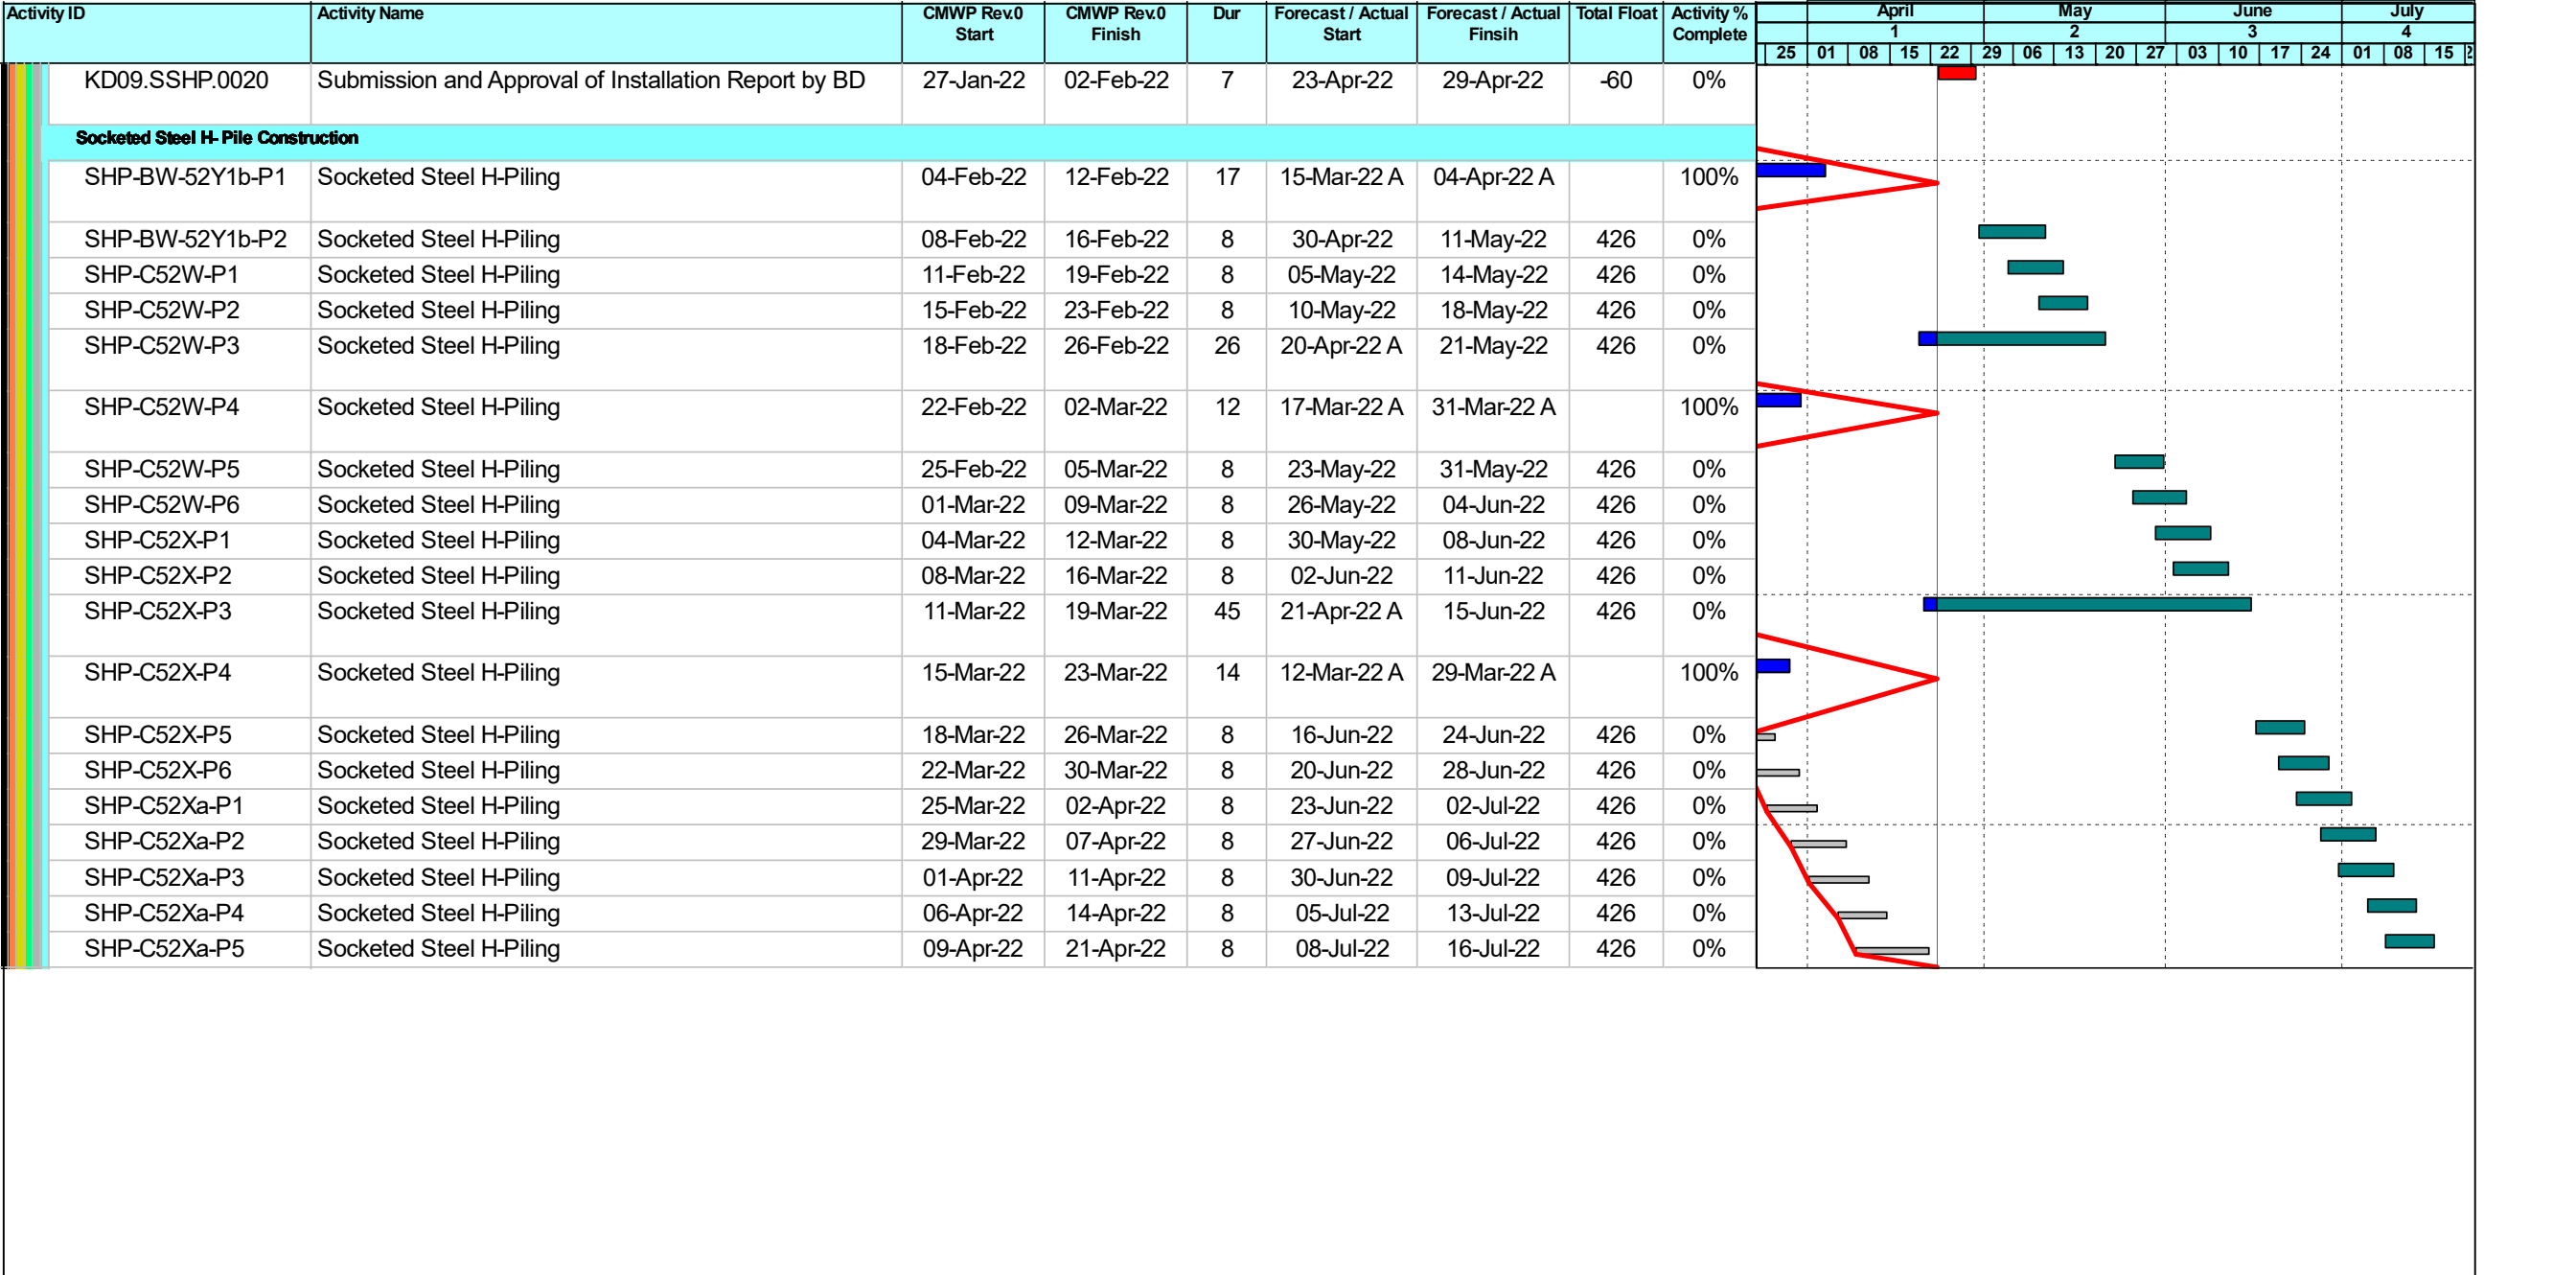 Activity ID Activity Name CMWP Rev.0 Start CMWP Rev.0 Finish Dur Forecast / Actual Start Forecast / Actual Finsih Total Float Activity % Complete
April May June July
1 2 3 4
25 01 08 15 22 29 06 13 20 27 03 10 17 24 01 08 15
KD09.SSHP.0020 Submission and Approval of Installation Report by BD 27-Jan-22 02-Feb-22 7 23-Apr-22 29-Apr-22 -60 0%
Socketed Steel H- Pile Construction
SHP-BW-52Y1b-P1 Socketed Steel H-Piling 04-Feb-22 12-Feb-22 17 15-Mar-22 A 04-Apr-22 A 100%
SHP-BW-52Y1b-P2 Socketed Steel H-Piling 08-Feb-22 16-Feb-22 8 30-Apr-22 11-May-22 426 0%
SHP-C52W-P1 Socketed Steel H-Piling 11-Feb-22 19-Feb-22 8 05-May-22 14-May-22 426 0%
SHP-C52W-P2 Socketed Steel H-Piling 15-Feb-22 23-Feb-22 8 10-May-22 18-May-22 426 0%
SHP-C52W-P3 Socketed Steel H-Piling 18-Feb-22 26-Feb-22 26 20-Apr-22 A 21-May-22 426 0%
SHP-C52W-P4 Socketed Steel H-Piling 22-Feb-22 02-Mar-22 12 17-Mar-22 A 31-Mar-22 A 100%
SHP-C52W-P5 Socketed Steel H-Piling 25-Feb-22 05-Mar-22 8 23-May-22 31-May-22 426 0%
SHP-C52W-P6 Socketed Steel H-Piling 01-Mar-22 09-Mar-22 8 26-May-22 04-Jun-22 426 0%
SHP-C52X-P1 Socketed Steel H-Piling 04-Mar-22 12-Mar-22 8 30-May-22 08-Jun-22 426 0%
SHP-C52X-P2 Socketed Steel H-Piling 08-Mar-22 16-Mar-22 8 02-Jun-22 11-Jun-22 426 0%
SHP-C52X-P3 Socketed Steel H-Piling 11-Mar-22 19-Mar-22 45 21-Apr-22 A 15-Jun-22 426 0%
SHP-C52X-P4 Socketed Steel H-Piling 15-Mar-22 23-Mar-22 14 12-Mar-22 A 29-Mar-22 A 100%
SHP-C52X-P5 Socketed Steel H-Piling 18-Mar-22 26-Mar-22 8 16-Jun-22 24-Jun-22 426 0%
SHP-C52X-P6 Socketed Steel H-Piling 22-Mar-22 30-Mar-22 8 20-Jun-22 28-Jun-22 426 0%
SHP-C52Xa-P1 Socketed Steel H-Piling 25-Mar-22 02-Apr-22 8 23-Jun-22 02-Jul-22 426 0%
SHP-C52Xa-P2 Socketed Steel H-Piling 29-Mar-22 07-Apr-22 8 27-Jun-22 06-Jul-22 426 0%
SHP-C52Xa-P3 Socketed Steel H-Piling 01-Apr-22 11-Apr-22 8 30-Jun-22 09-Jul-22 426 0%
SHP-C52Xa-P4 Socketed Steel H-Piling 06-Apr-22 14-Apr-22 8 05-Jul-22 13-Jul-22 426 0%
SHP-C52Xa-P5 Socketed Steel H-Piling 09-Apr-22 21-Apr-22 8 08-Jul-22 16-Jul-22 426 0%